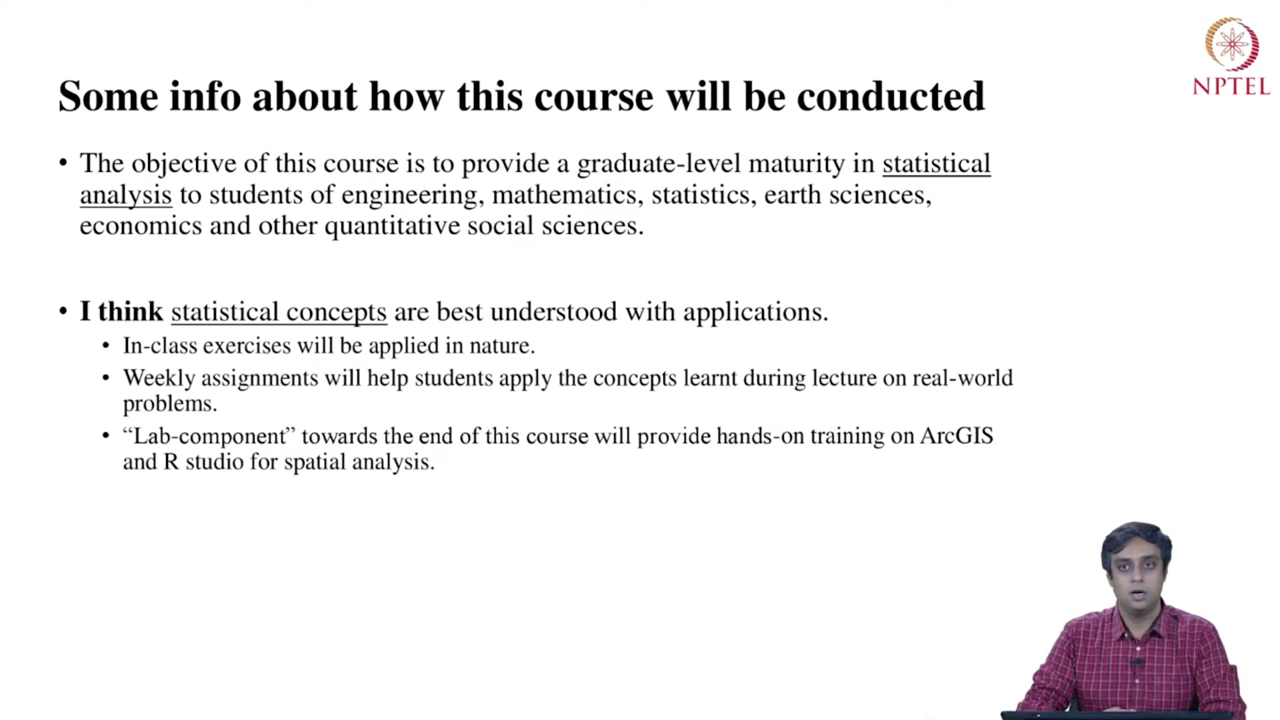 NPTEL
Some info about how this course will be conducted
• The objective of this course is to provide a graduate-level maturity in statistical
analysis to students of engineering, mathematics, statistics, earth sciences,
economics and other quantitative social sciences.
• I think statistical concepts are best understood with applications.
• In-class exercises will be applied in nature.
• Weekly assignments will help students apply the concepts learnt during lecture on real-world
problems.
• “Lab-component” towards the end of this course will provide hands-on training on ArcGIS
and R studio for spatial analysis.